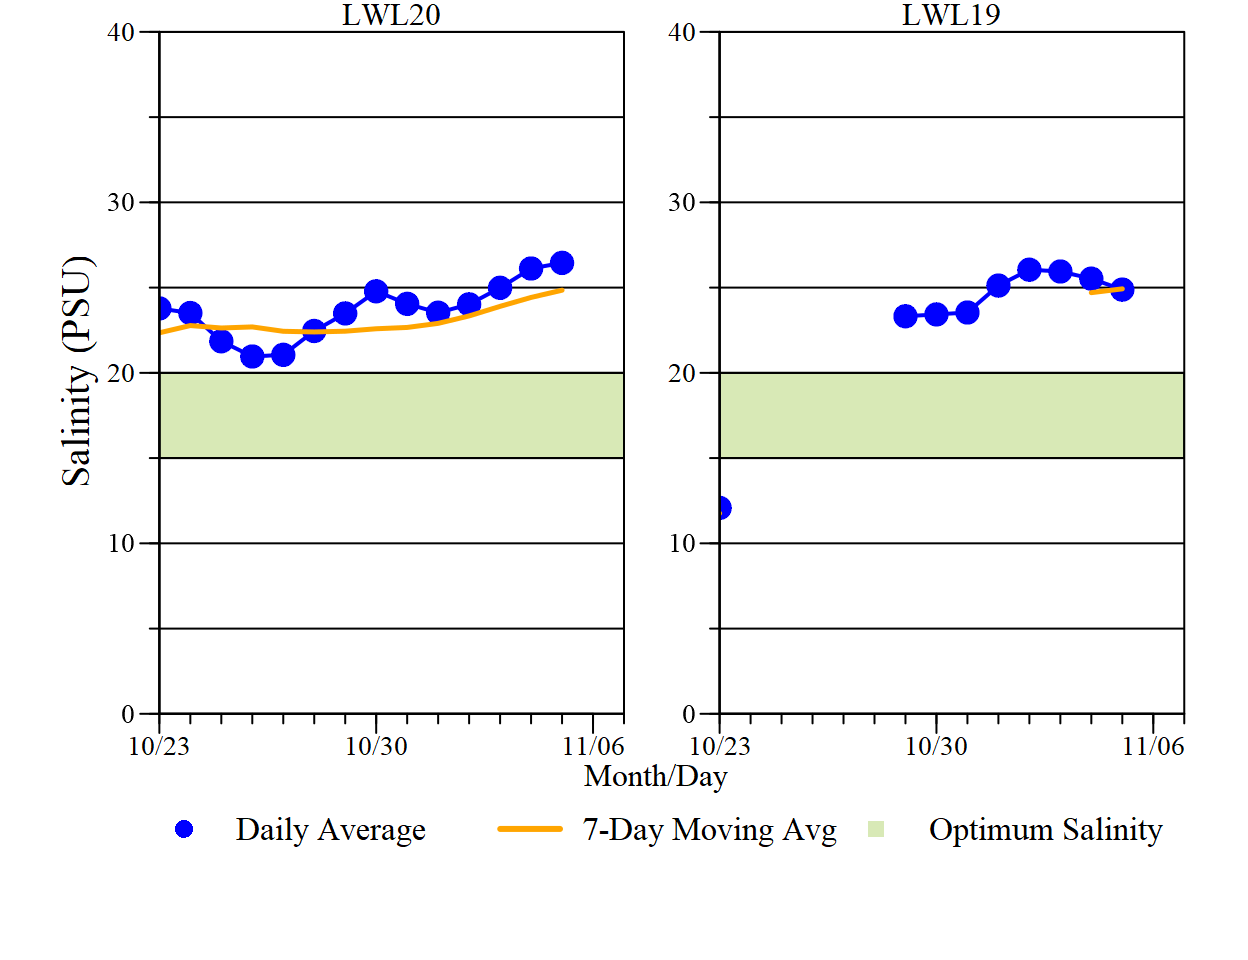 LWL20 LWL19
40 40
30 30
Salinity (PSU)
20 20
10 10
0 0
10/23 10/30 11/06 10/23 10/30 11/06
Month/Day
Daily Average 7-Day Moving Avg Optimum Salinity